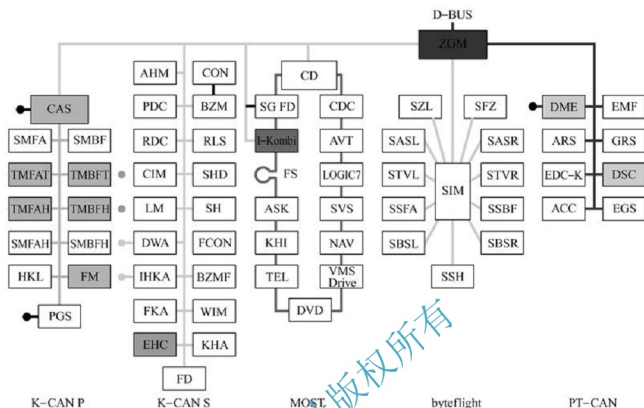 D-BUS
ZGM
AHM
CON
CD
CAS
PDC
BZM
SG FD
CDC
SZL
SFZ
DME
EMF
SMFA
SMBF
RDC
RLS
I-Kombi
AVT
SASL
SASR
ARS
GRS
TMFAT
TMBFT
CIM
SHD
FS
LOGIC7
STVL
SIM
STVR
EDC-K
DSC
TMFAH
TMBFH
LM
SH
ASK
SVS
SSFA
SSBF
ACC
EGS
SMFAH
SMBFH
DWA
FCON
KHI
NAV
SBSL
SBSR
HKL
FM
IHKA
BZMF
TEL
VMS
Drive
SSH
PGS
FKA
WIM
DVD
EHC
KHA
FD
版权所有
K-CAN P
K-CAN S
MOST
byteflight
PT-CAN